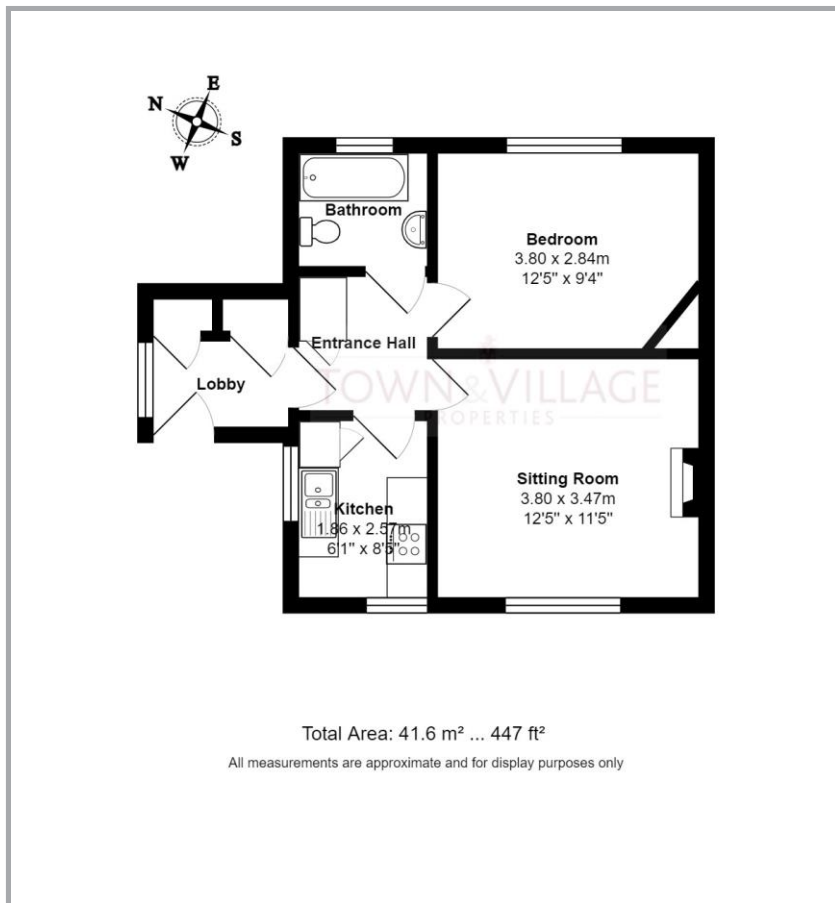 E
N
S
W
Bathroom
Bedroom
3.80 x 2.84m
12'5" x 9'4"
Entrance Hall
Lobby
TOWN & VILLAGE
PROPERTIES
Sitting Room
3.80 x 3.47m
12'5" x 11'5"
Kitchen
1.86 x 2.57m
6'1" x 8'5"
Total Area: 41.6 m² ... 447 ft²
All measurements are approximate and for display purposes only